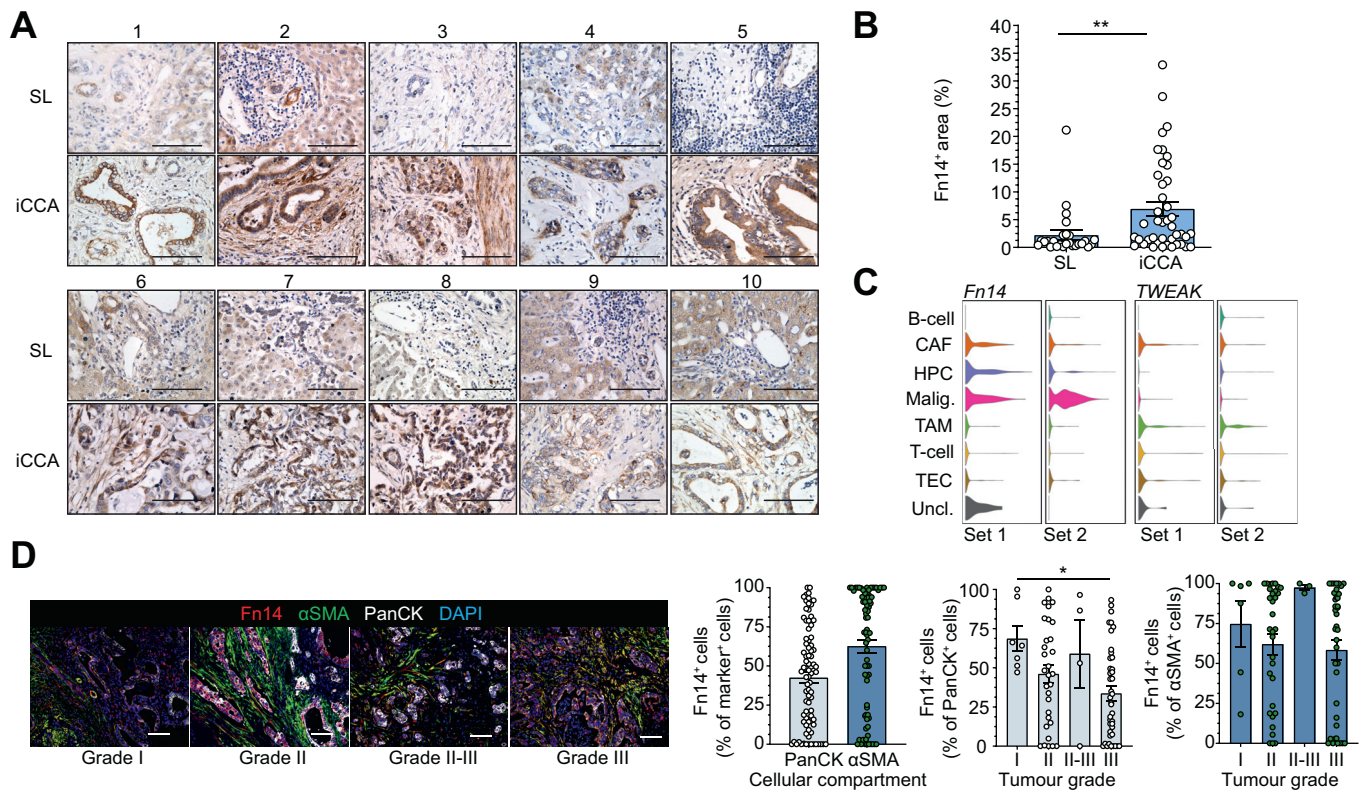 A
1 2 3 4 5
SL
iCCA
6 7 8 9 10
SL
iCCA
B
**
Fn14⁺ area (%)
40
35
30
25
20
15
10
5
0
SL iCCA
C
Fn14 TWEAK
B-cell
CAF
HPC
Malig.
TAM
T-cell
TEC
Uncl.
Set 1 Set 2 Set 1 Set 2
D
Fn14 αSMA PanCK DAPI
Grade I Grade II Grade II-III Grade III
Fn14⁺ cells
(% of marker⁺ cells)
100
75
50
25
0
PanCK αSMA
Cellular compartment
*
Fn14⁺ cells
(% of PanCK⁺ cells)
100
75
50
25
0
I II II-III III
Tumour grade
Fn14⁺ cells
(% of αSMA⁺ cells)
100
75
50
25
0
I II II-III III
Tumour grade